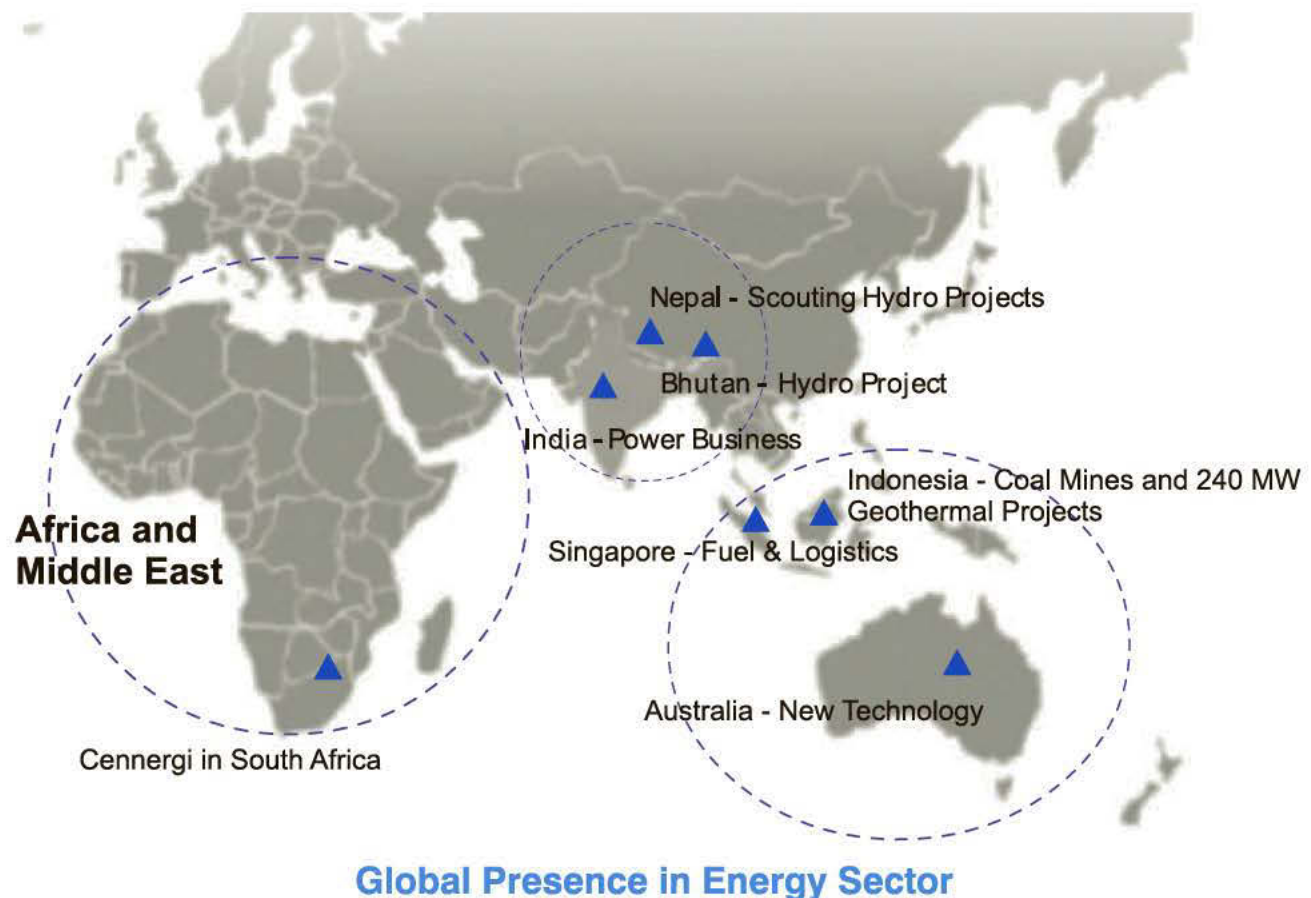 Nepal - Scouting Hydro Projects
Bhutan - Hydro Project
India - Power Business
Indonesia - Coal Mines and 240 MW
Geothermal Projects
Africa and
Middle East
Singapore - Fuel & Logistics
Australia - New Technology
Cennergi in South Africa
Global Presence in Energy Sector